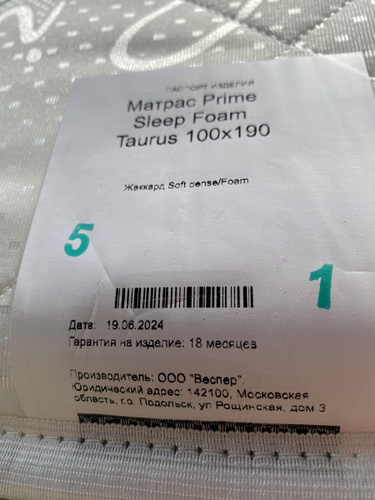 ПАСПОРТ ИЗДЕЛИЯ
Матрас Prime
Sleep Foam
Taurus 100x190
Жаккард Soft dense/Foam
5
1
Дата: 19.06.2024
Гарантия на изделие: 18 месяцев
Производитель: ООО "Веспер".
Юридический адрес: 142100, Московская
область, г.о. Подольск, ул Рощинская, дом 3